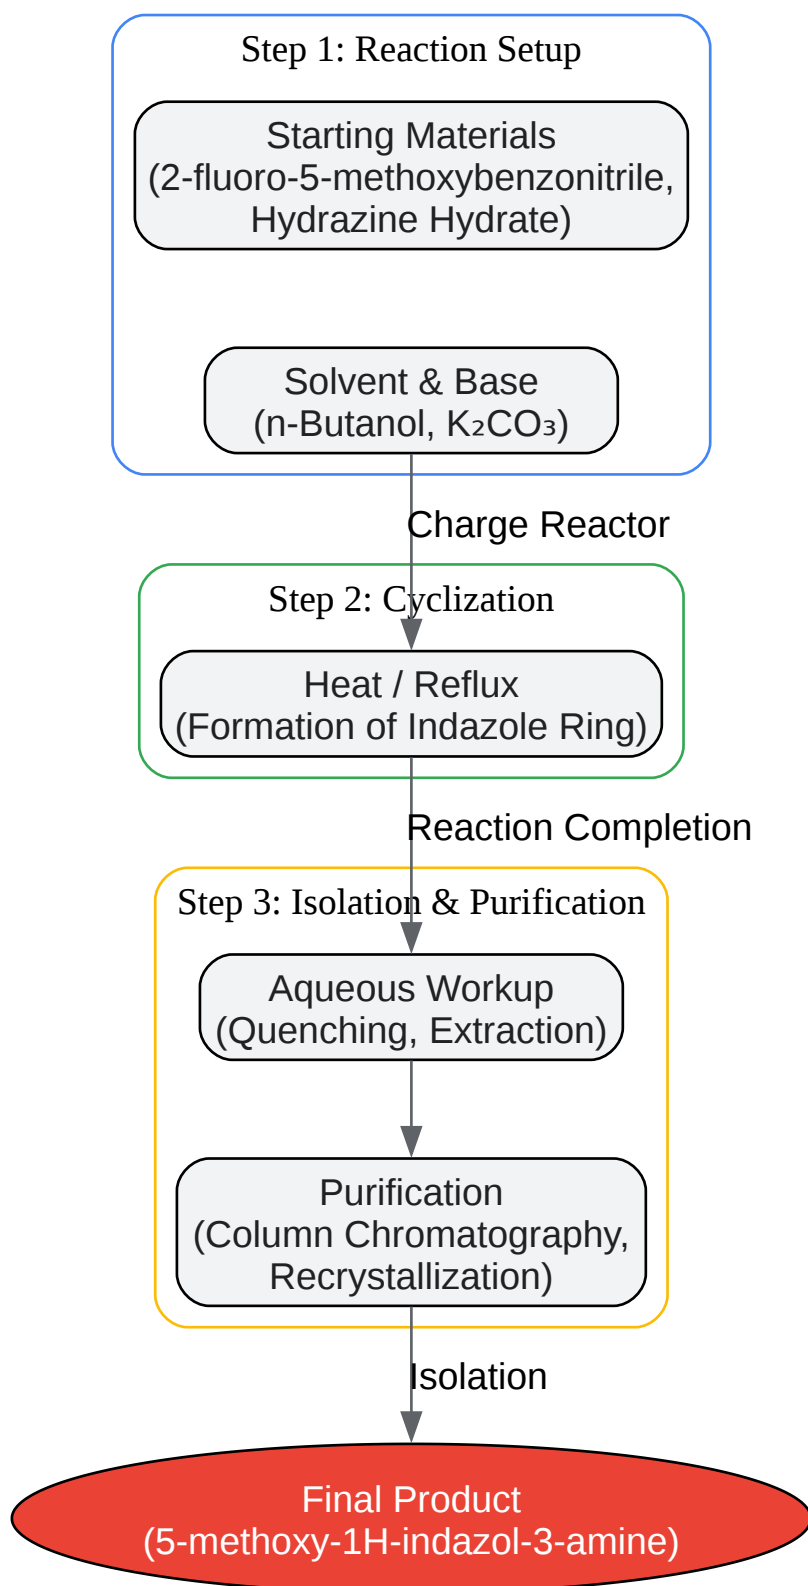 Step 1: Reaction Setup
Starting Materials
(2-fluoro-5-methoxybenzonitrile,
Hydrazine Hydrate)
Solvent & Base
(n-Butanol, K₂CO₃)
Charge Reactor
Step 2: Cyclization
Heat / Reflux
(Formation of Indazole Ring)
Reaction Completion
Step 3: Isolation & Purification
Aqueous Workup
(Quenching, Extraction)
Purification
(Column Chromatography,
Recrystallization)
Isolation
Final Product
(5-methoxy-1H-indazol-3-amine)